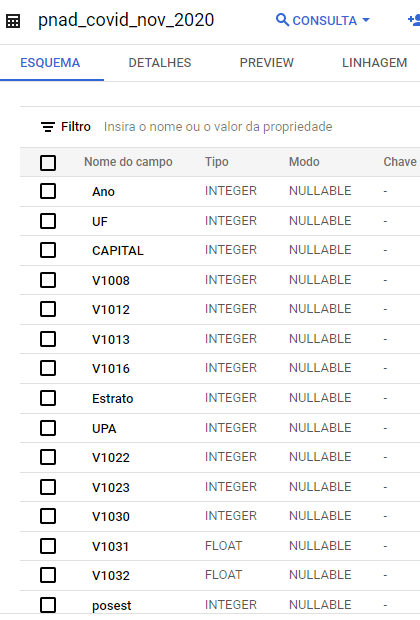 pnad_covid_nov_2020 CONSULTA
ESQUEMA DETALHES PREVIEW LINHAGEM
Filtro Insira o nome ou o valor da propriedade
Nome do campo Tipo Modo Chave
Ano INTEGER NULLABLE -
UF INTEGER NULLABLE -
CAPITAL INTEGER NULLABLE -
V1008 INTEGER NULLABLE -
V1012 INTEGER NULLABLE -
V1013 INTEGER NULLABLE -
V1016 INTEGER NULLABLE -
Estrato INTEGER NULLABLE -
UPA INTEGER NULLABLE -
V1022 INTEGER NULLABLE -
V1023 INTEGER NULLABLE -
V1030 INTEGER NULLABLE -
V1031 FLOAT NULLABLE -
V1032 FLOAT NULLABLE -
posest INTEGER NULLABLE -